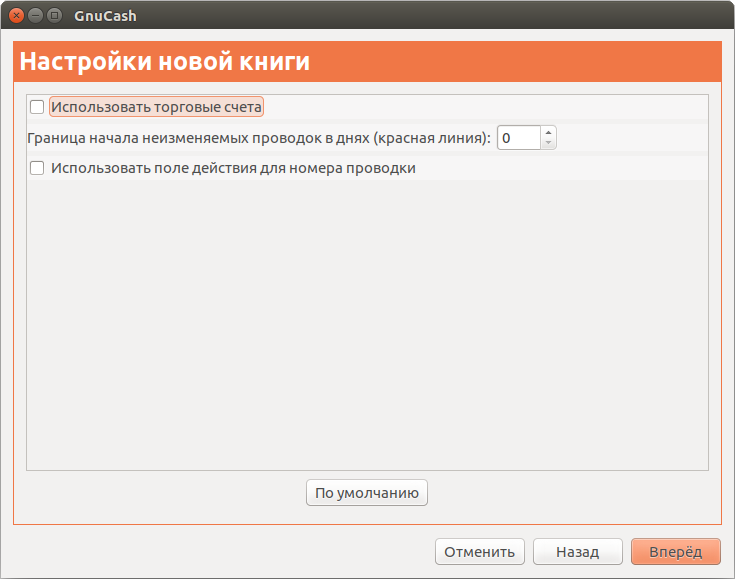 GnuCash
Настройки новой книги
Использовать торговые счета
Граница начала неизменяемых проводок в днях (красная линия): 0
Использовать поле действия для номера проводки
По умолчанию
Отменить Назад Вперёд